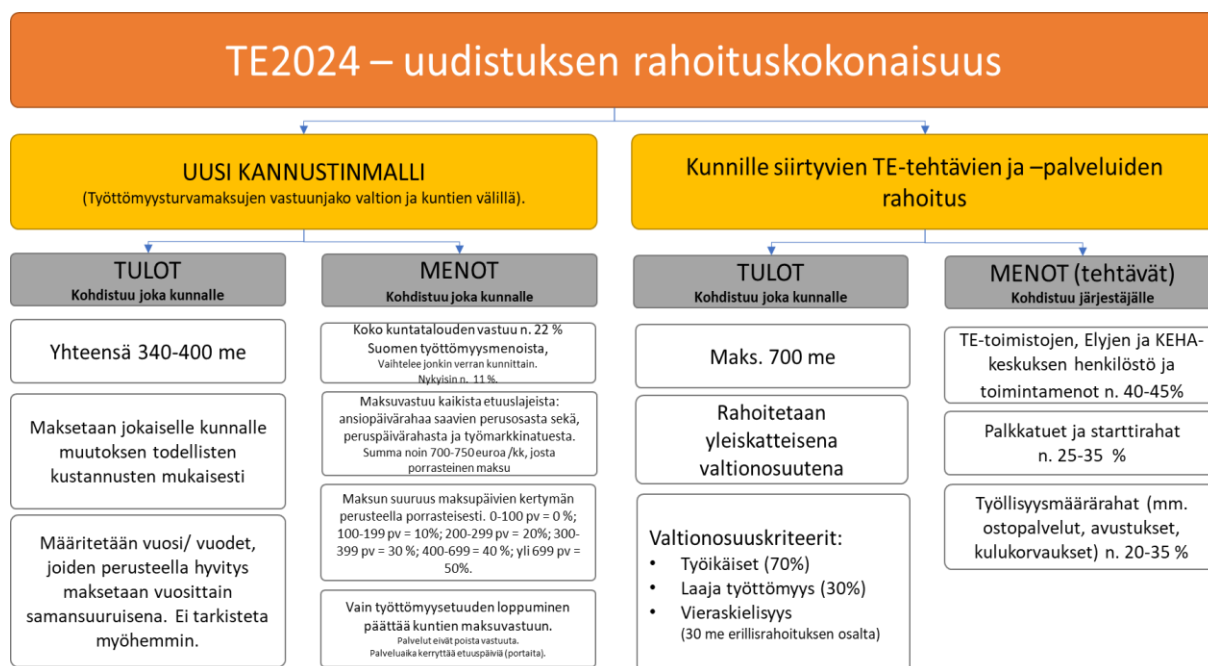 TE2024 – uudistuksen rahoituskokonaisuus
UUSI KANNUSTINMALLI
(Työttömyysturvamaksujen vastuunjako valtion ja kuntien välillä).
TULOT
Kohdistuu joka kunnalle
Yhteensä 340-400 me
Maksetaan jokaiselle kunnalle
muutoksen todellisten
kustannusten mukaisesti
Määritetään vuosi/ vuodet,
joiden perusteella hyvitys
maksetaan vuosittain
samansuuruisena. Ei tarkisteta
myöhemmin.
MENOT
Kohdistuu joka kunnalle
Koko kuntatalouden vastuu n. 22 %
Suomen työttömyysmenoista,
Vaihtelee jonkin verran kunnittain.
Nykyisin n. 11 %.
Maksuvastuu kaikista etuuslajeista:
ansiopäivärahaa saavien perusosasta sekä,
peruspäivärahasta ja työmarkkinatuesta.
Summa noin 700-750 euroa /kk, josta
porrasteinen maksu
Maksun suuruus maksupäivien kertymän
perusteella porrasteisesti. 0-100 pv = 0 %;
100-199 pv = 10%; 200-299 pv = 20%; 300-
399 pv = 30 %; 400-699 = 40 %; yli 699 pv =
50%.
Vain työttömyysetuuden loppuminen
päättää kuntien maksuvastuun.
Palvelut eivät poista vastuuta.
Palveluaika kerryttää etuuspäiviä (portaita).
Kunnille siirtyvien TE-tehtävien ja –palveluiden
rahoitus
TULOT
Kohdistuu joka kunnalle
Maks. 700 me
Rahoitetaan
yleiskatteisena
valtionosuutena
Valtionosuuskriteerit:
• Työikäiset (70%)
• Laaja työttömyys (30%)
• Vieraskielisyys
(30 me erillisrahoituksen osalta)
MENOT (tehtävät)
Kohdistuu järjestäjälle
TE-toimistojen, Elyjen ja KEHA-
keskuksen henkilöstö ja
toimintamenot n. 40-45%
Palkkatuet ja starttirahat
n. 25-35 %
Työllisyysmäärärahat (mm.
ostopalvelut, avustukset,
kulukorvaukset) n. 20-35 %